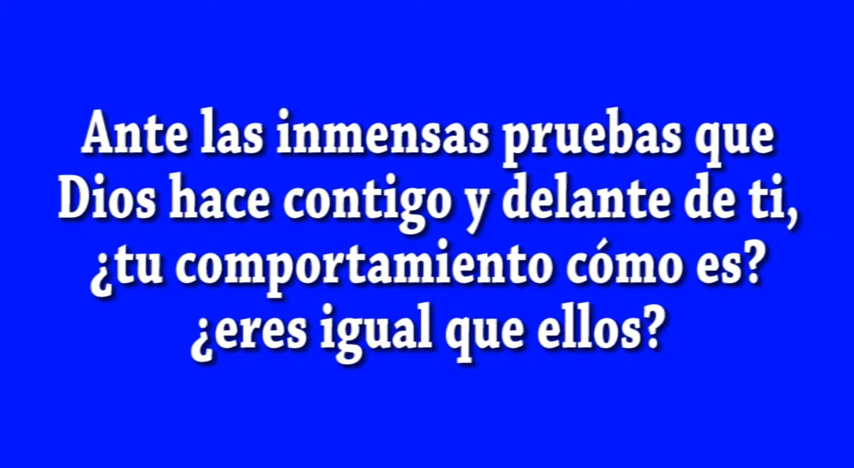 Ante las inmensas pruebas que
Dios hace contigo y delante de ti,
¿tu comportamiento cómo es?
¿eres igual que ellos?